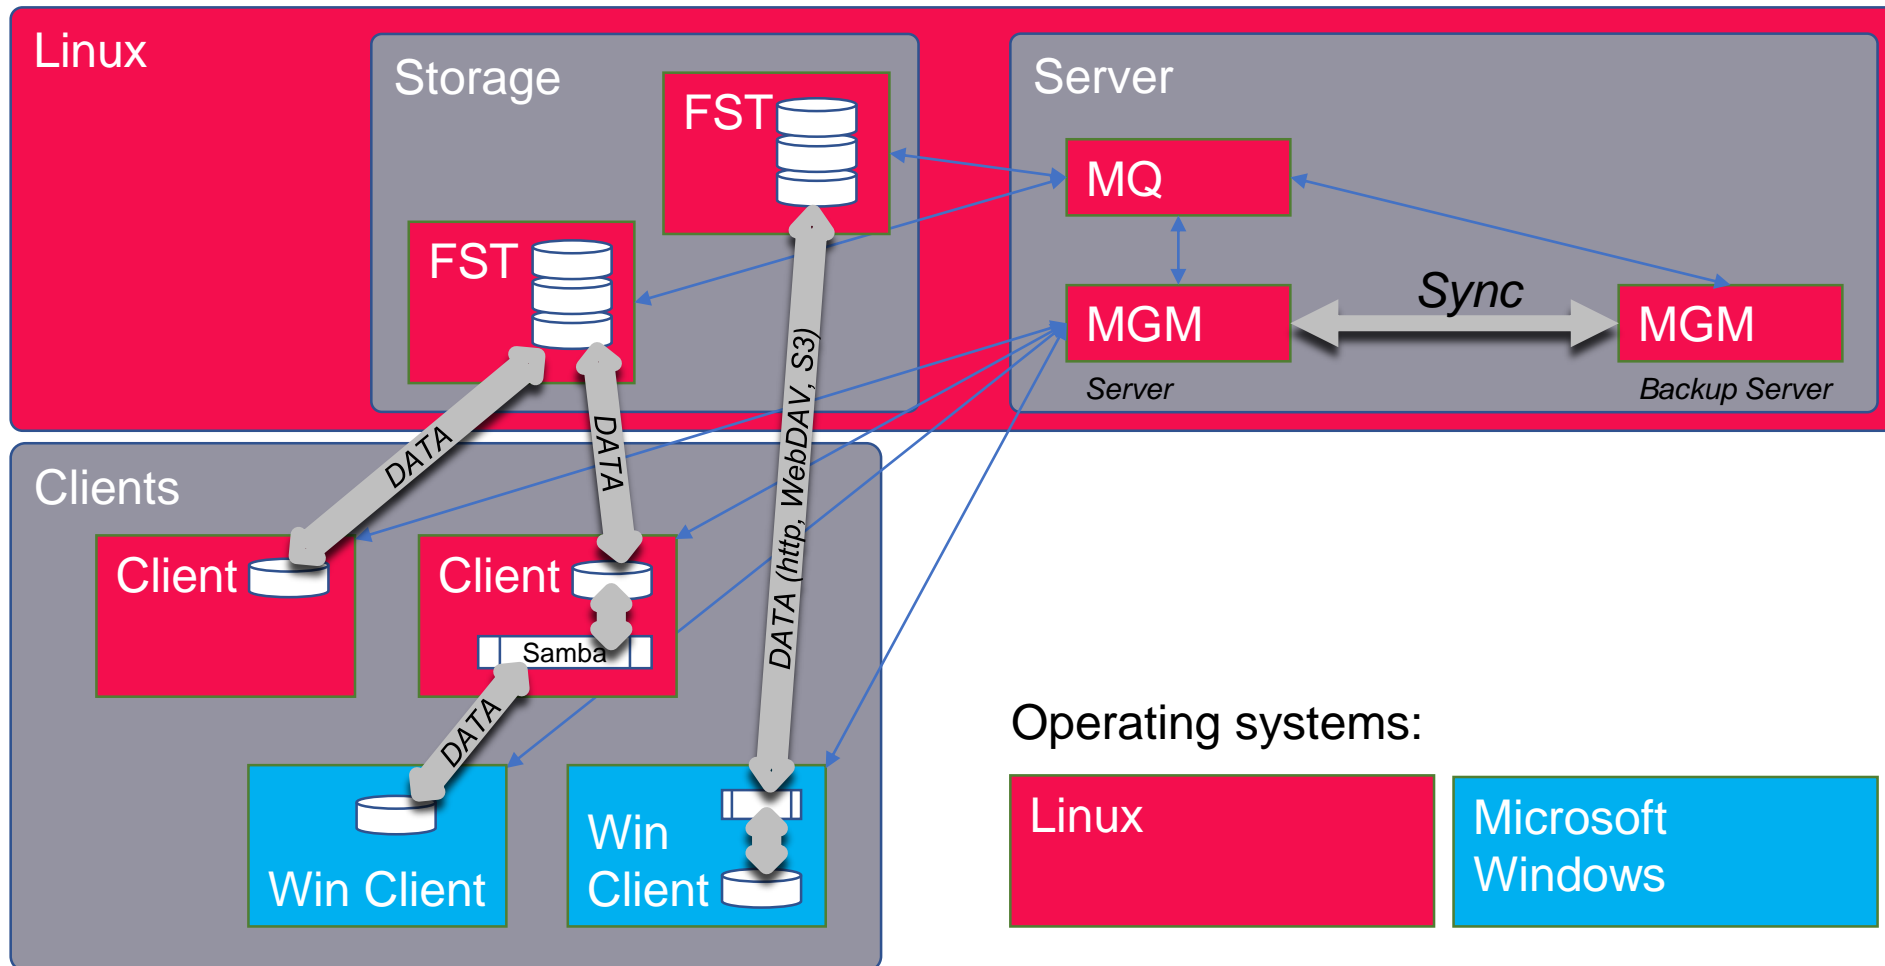 Linux
Storage
FST
FST
Server
MQ
MGM
Server
Sync
MGM
Backup Server
Clients
DATA
DATA
DATA (http, WebDAV, S3)
Client
Client
Samba
DATA
Win Client
Win
Client
Operating systems:
Linux
Microsoft
Windows